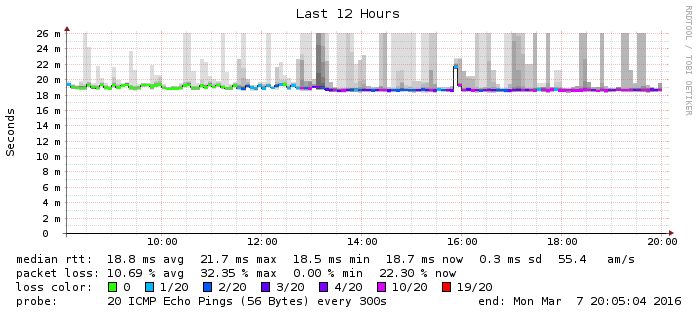 Last 12 Hours
RRDTOOL / TOBI OETIKER
Seconds
26 m
24 m
22 m
20 m
18 m
16 m
14 m
12 m
10 m
8 m
6 m
4 m
2 m
0
10:00 12:00 14:00 16:00 18:00 20:00
median rtt: 18.8 ms avg 21.7 ms max 18.5 ms min 18.7 ms now 0.3 ms sd 55.4 am/s
packet loss: 10.69 % avg 32.35 % max 0.00 % min 22.30 % now
loss color: 0 1/20 2/20 3/20 4/20 10/20 19/20
probe: 20 ICMP Echo Pings (56 Bytes) every 300s end: Mon Mar 7 20:05:04 2016